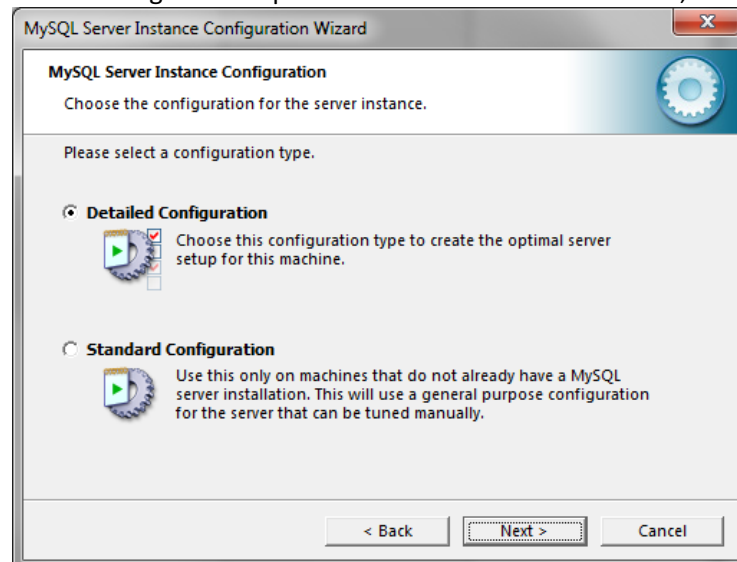 MySQL Server Instance Configuration Wizard
X
MySQL Server Instance Configuration
Choose the configuration for the server instance.
Please select a configuration type.
Detailed Configuration
Choose this configuration type to create the optimal server
setup for this machine.
Standard Configuration
Use this only on machines that do not already have a MySQL
server installation. This will use a general purpose configuration
for the server that can be tuned manually.
< Back
Next >
Cancel